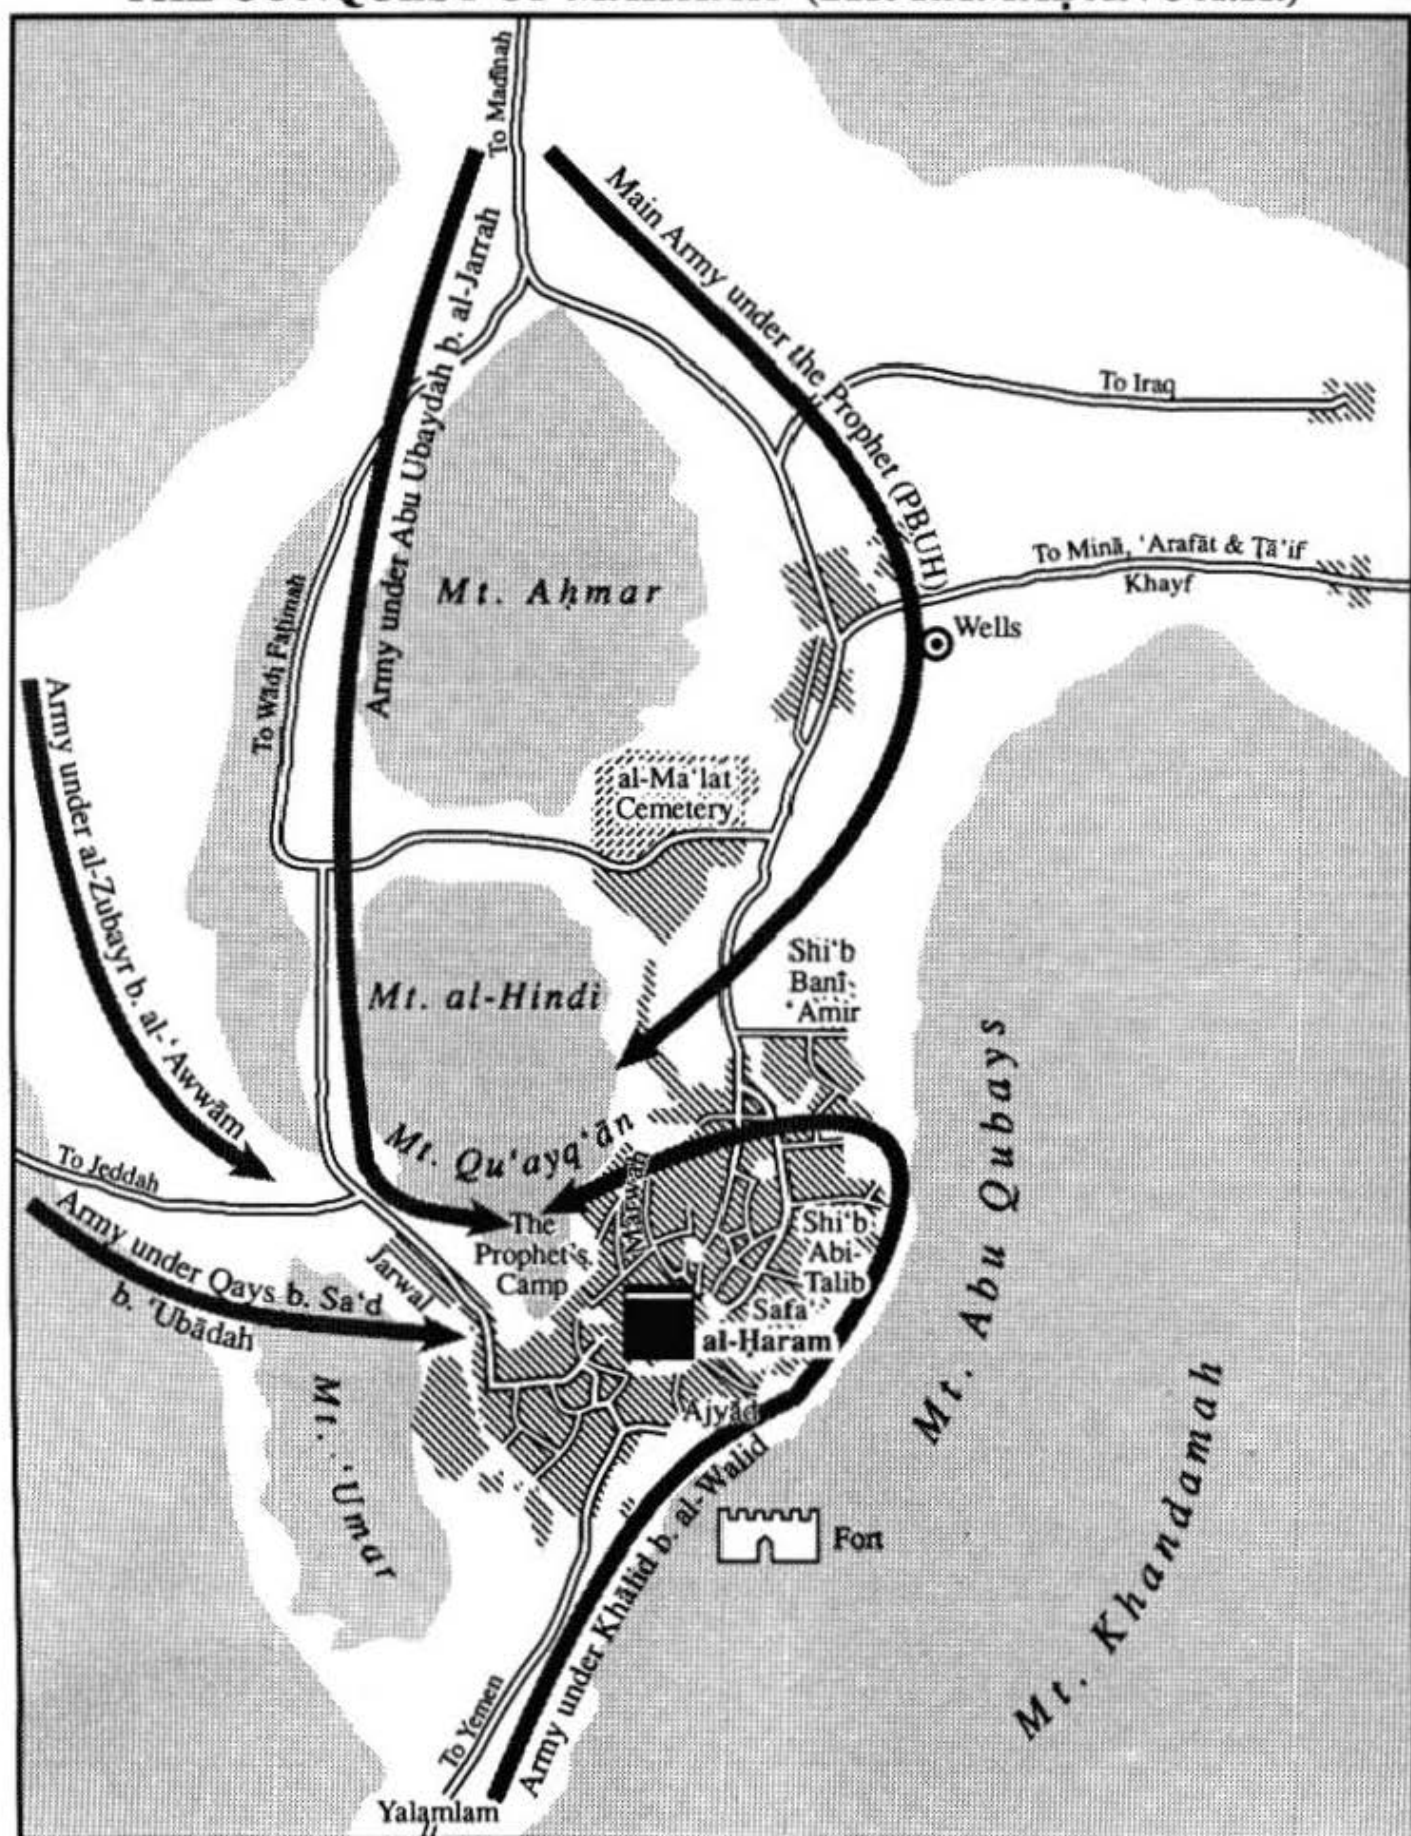 To Madīnah
Main Army under the Prophet (PBUH)
Army under Abu Ubaydah b. al-Jarrah
To Iraq
To Minā, ‘Arafāt & Ṭā’if
Khayf
Wells
Mt. Aḥmar
To Wādi Fāṭimah
Army under al-Zubayr b. al-‘Awwām
al-Ma‘lat
Cemetery
Shi‘b
Banī-
‘Amir
Mt. al-Hindi
Mt. Qu‘ayq‘ān
Marwah
To Jeddah
Army under Qays b. Sa‘d
b. ‘Ubādah
Jarwal
The
Prophet's
Camp
Shi‘b
Abi-
Talib
Safa
al-Ḥaram
Mt. Abu Qubays
Ajyād
Mt. ‘Umar
Army under Khālid b. al-Walid
Fort
Mt. Khandamah
To Yemen
Yalamlam